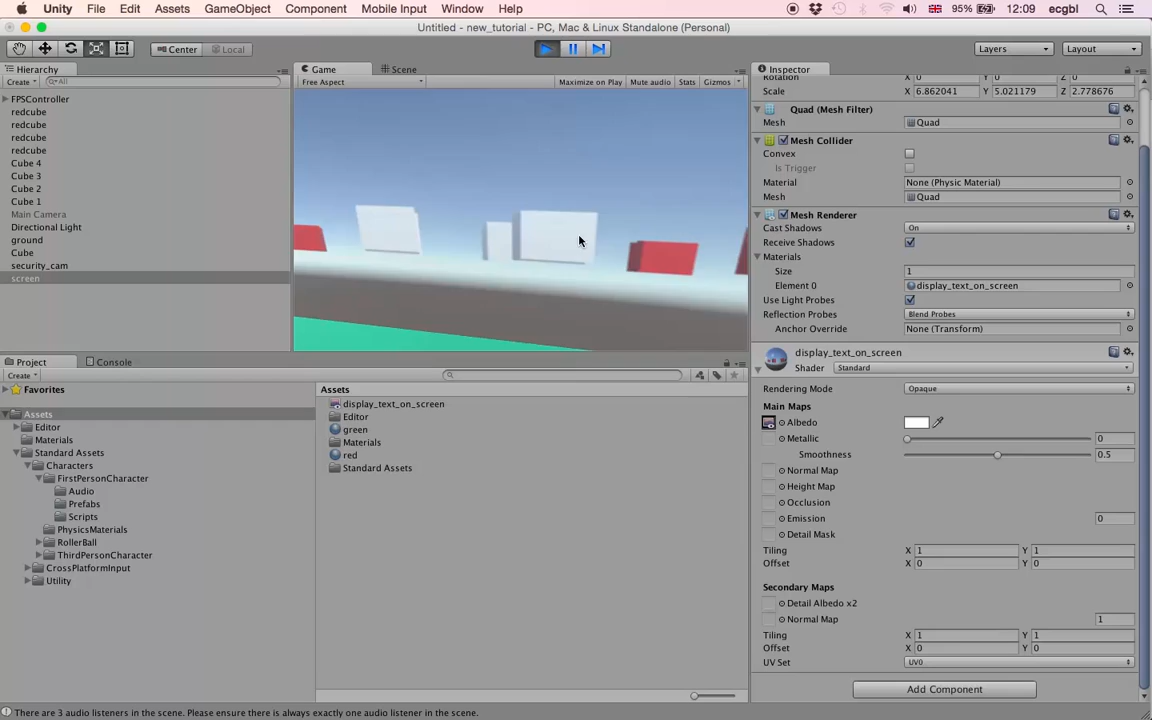 Unity File Edit Assets GameObject Component Mobile Input Window Help 95% 12:09 ecgbl
Untitled - new_tutorial - PC, Mac & Linux Standalone (Personal)
Center Local Layers Layout
Hierarchy Game Scene Inspector
Create All Free Aspect Maximize on Play Mute audio Stats Gizmos
Rotation X 0 Y 0 Z 0
Scale X 6.862041 Y 5.021179 Z 2.778676
FPSController
redcube
redcube
redcube
redcube
Cube 4
Cube 3
Cube 2
Cube 1
Main Camera
Directional Light
ground
Cube
security_cam
screen
Quad (Mesh Filter)
Mesh Quad
Mesh Collider
Convex
Is Trigger
Material None (Physic Material)
Mesh Quad
Mesh Renderer
Cast Shadows On
Receive Shadows
Materials
Size 1
Element 0 display_text_on_screen
Use Light Probes
Reflection Probes Blend Probes
Anchor Override None (Transform)
display_text_on_screen
Shader Standard
Rendering Mode Opaque
Main Maps
Albedo
Metallic 0
Smoothness 0.5
Normal Map
Height Map
Occlusion
Emission 0
Detail Mask
Tiling X 1 Y 1
Offset X 0 Y 0
Secondary Maps
Detail Albedo x2
Normal Map 1
Tiling X 1 Y 1
Offset X 0 Y 0
UV Set UV0
Add Component
Project Console
Create
Favorites
Assets
Editor
Materials
Standard Assets
Characters
FirstPersonCharacter
Audio
Prefabs
Scripts
PhysicsMaterials
RollerBall
ThirdPersonCharacter
CrossPlatformInput
Utility
Assets
display_text_on_screen
Editor
green
Materials
red
Standard Assets
There are 3 audio listeners in the scene. Please ensure there is always exactly one audio listener in the scene.